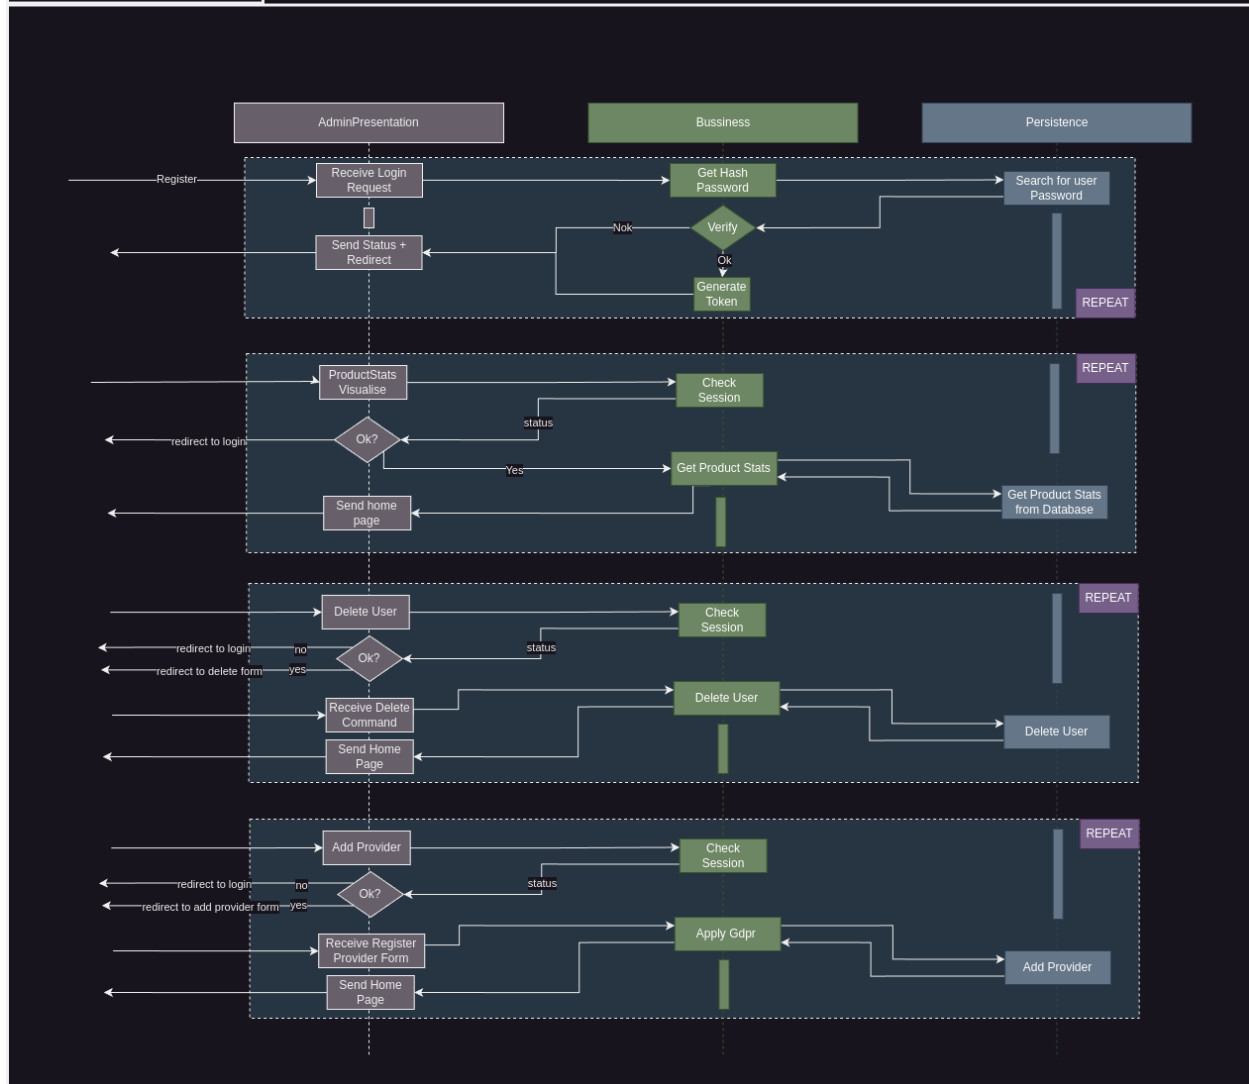 AdminPresentation
Bussiness
Persistence
Register
Receive Login
Request
Get Hash
Password
Search for user
Password
Nok
Verify
Send Status +
Redirect
Ok
Generate
Token
REPEAT
ProductStats
Visualise
Check
Session
REPEAT
status
redirect to login
Ok?
Yes
Get Product Stats
Send home
page
Get Product Stats
from Database
Delete User
Check
Session
REPEAT
redirect to login
no
status
Ok?
redirect to delete form
yes
Receive Delete
Command
Delete User
Delete User
Send Home
Page
Add Provider
Check
Session
REPEAT
redirect to login
no
status
Ok?
redirect to add provider form
yes
Receive Register
Provider Form
Apply Gdpr
Add Provider
Send Home
Page